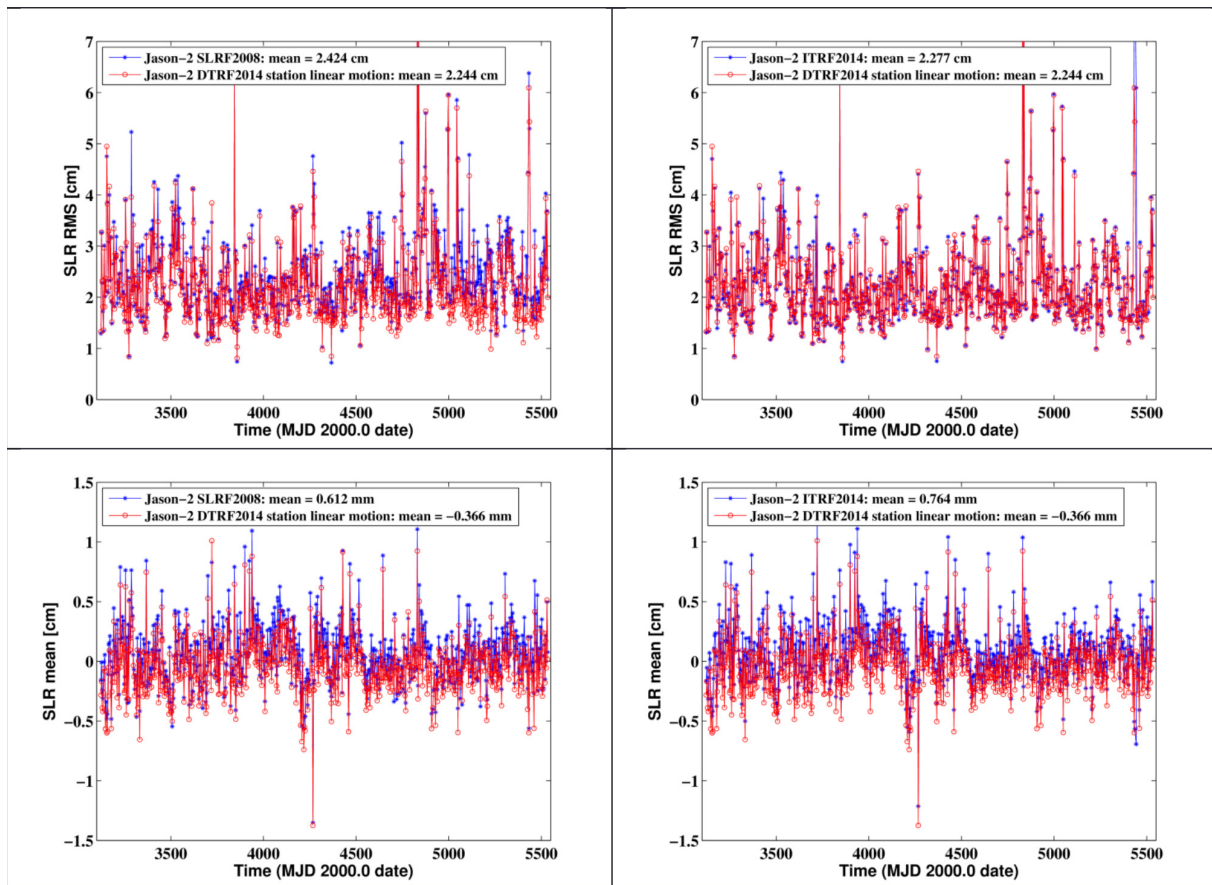 7
6
5
4
3
2
1
0
SLR RMS [cm]
Jason−2 SLRF2008: mean = 2.424 cm
Jason−2 DTRF2014 station linear motion: mean = 2.244 cm
3500 4000 4500 5000 5500
Time (MJD 2000.0 date)
7
6
5
4
3
2
1
0
SLR RMS [cm]
Jason−2 ITRF2014: mean = 2.277 cm
Jason−2 DTRF2014 station linear motion: mean = 2.244 cm
3500 4000 4500 5000 5500
Time (MJD 2000.0 date)
1.5
1
0.5
0
−0.5
−1
−1.5
SLR mean [cm]
Jason−2 SLRF2008: mean = 0.612 mm
Jason−2 DTRF2014 station linear motion: mean = −0.366 mm
3500 4000 4500 5000 5500
Time (MJD 2000.0 date)
1.5
1
0.5
0
−0.5
−1
−1.5
SLR mean [cm]
Jason−2 ITRF2014: mean = 0.764 mm
Jason−2 DTRF2014 station linear motion: mean = −0.366 mm
3500 4000 4500 5000 5500
Time (MJD 2000.0 date)